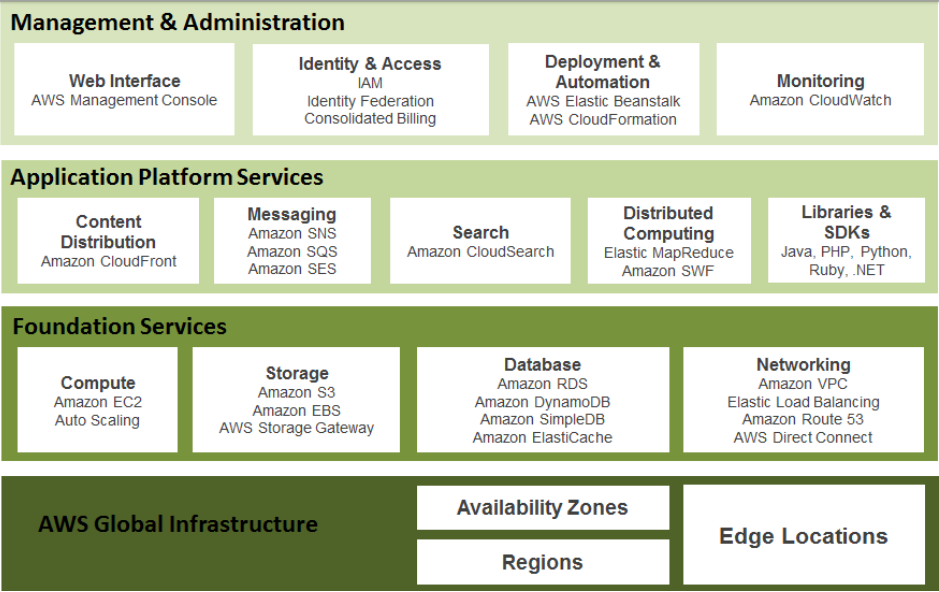 Management & Administration
Web Interface
AWS Management Console
Identity & Access
IAM
Identity Federation
Consolidated Billing
Deployment &
Automation
AWS Elastic Beanstalk
AWS CloudFormation
Monitoring
Amazon CloudWatch
Application Platform Services
Content
Distribution
Amazon CloudFront
Messaging
Amazon SNS
Amazon SQS
Amazon SES
Search
Amazon CloudSearch
Distributed
Computing
Elastic MapReduce
Amazon SWF
Libraries &
SDKs
Java, PHP, Python,
Ruby, .NET
Foundation Services
Compute
Amazon EC2
Auto Scaling
Storage
Amazon S3
Amazon EBS
AWS Storage Gateway
Database
Amazon RDS
Amazon DynamoDB
Amazon SimpleDB
Amazon ElastiCache
Networking
Amazon VPC
Elastic Load Balancing
Amazon Route 53
AWS Direct Connect
AWS Global Infrastructure
Availability Zones
Regions
Edge Locations